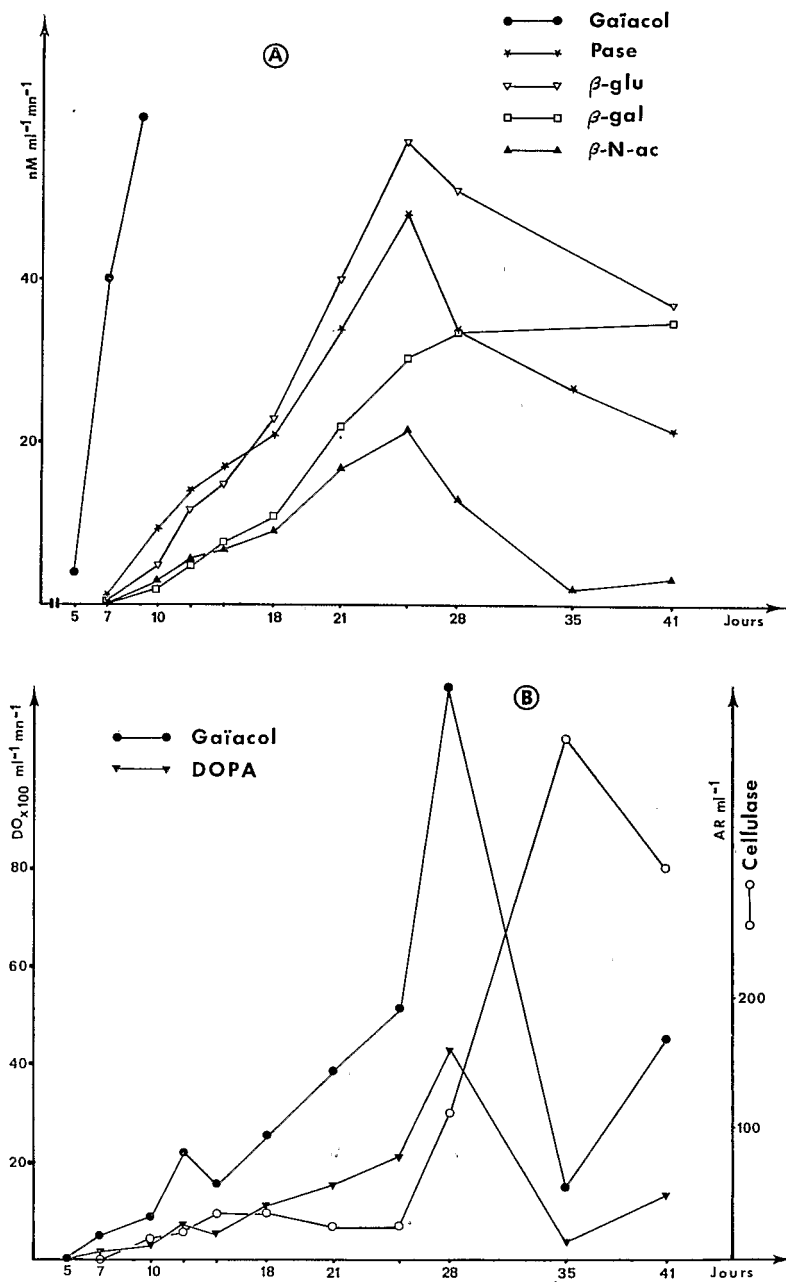 Ⓐ
Gaïacol
Pase
β-glu
β-gal
β-N-ac
nM ml⁻¹ mn⁻¹
40
20
5 7 10 18 21 28 35 41 Jours
Ⓑ
Gaïacol
DOPA
DO x 100 ml⁻¹ mn⁻¹
80
60
40
20
AR ml⁻¹
Cellulase
200
100
5 7 10 18 21 28 35 41 Jours